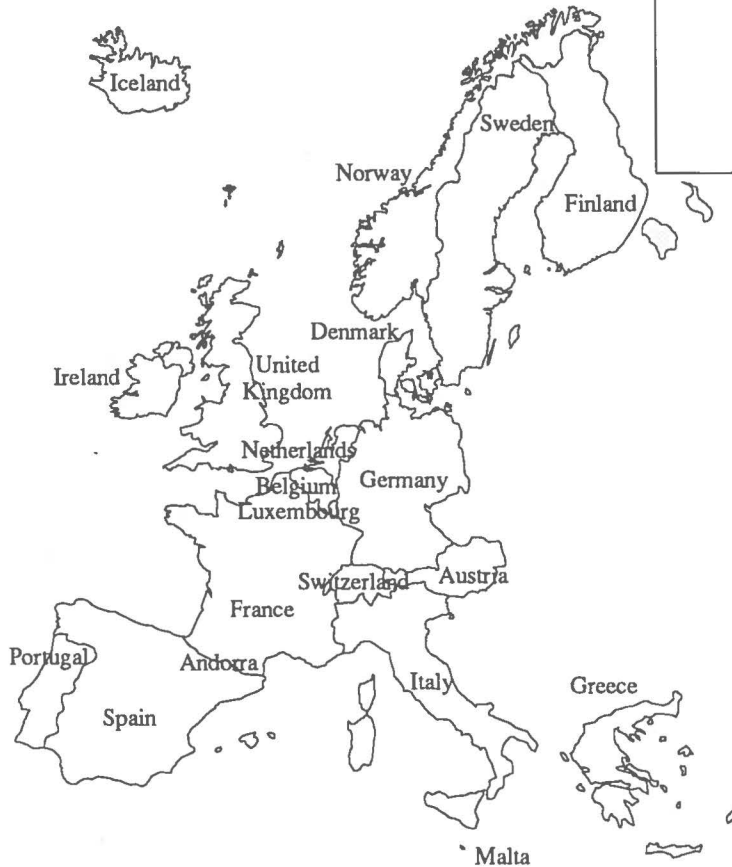 Iceland
Sweden
Norway
Finland
Denmark
United
Kingdom
Ireland
Netherlands
Belgium
Germany
Luxembourg
Switzerland
Austria
France
Portugal
Andorra
Italy
Greece
Spain
Malta